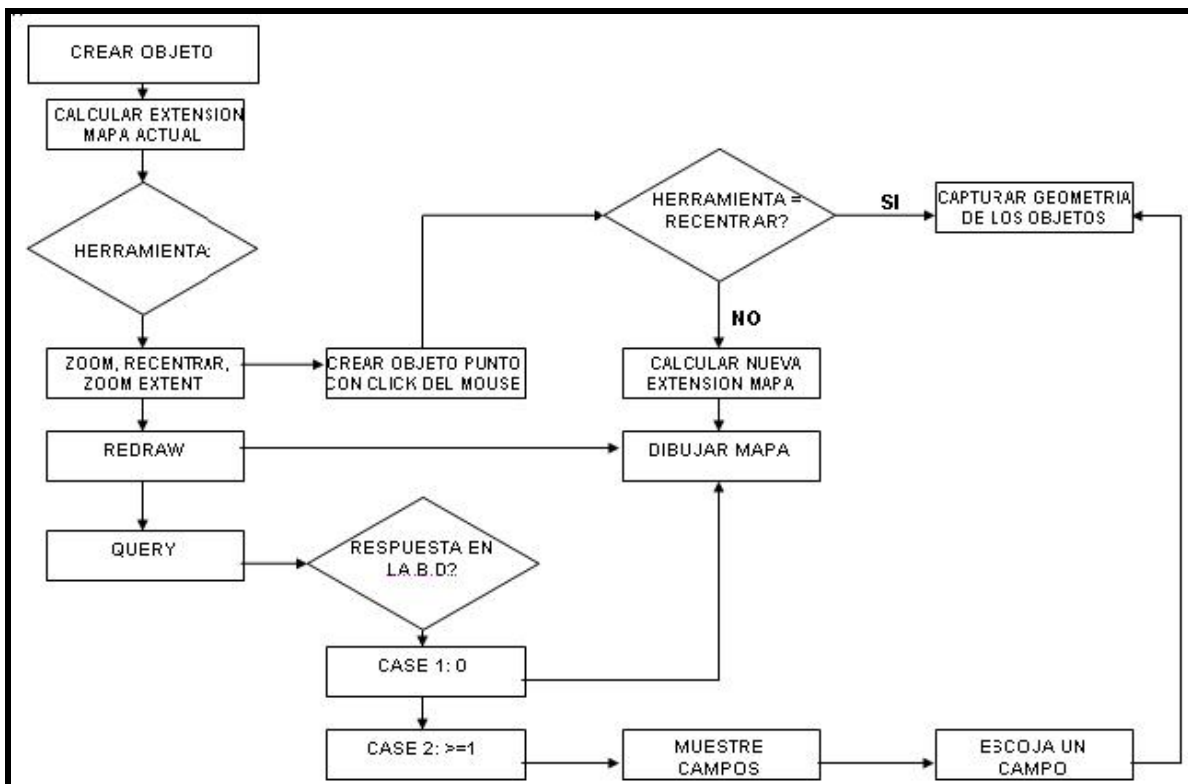 CREAR OBJETO
CALCULAR EXTENSION
MAPA ACTUAL
HERRAMIENTA:
ZOOM, RECENTRAR,
ZOOM EXTENT
CREAR OBJETO PUNTO
CON CLICK DEL MOUSE
HERRAMIENTA =
RECENTRAR?
SI
CAPTURAR GEOMETRIA
DE LOS OBJETOS
NO
CALCULAR NUEVA
EXTENSION MAPA
REDRAW
DIBUJAR MAPA
QUERY
RESPUESTA EN
LA.B.D?
CASE 1: 0
CASE 2: >=1
MUESTRE
CAMPOS
ESCOJA UN
CAMPO